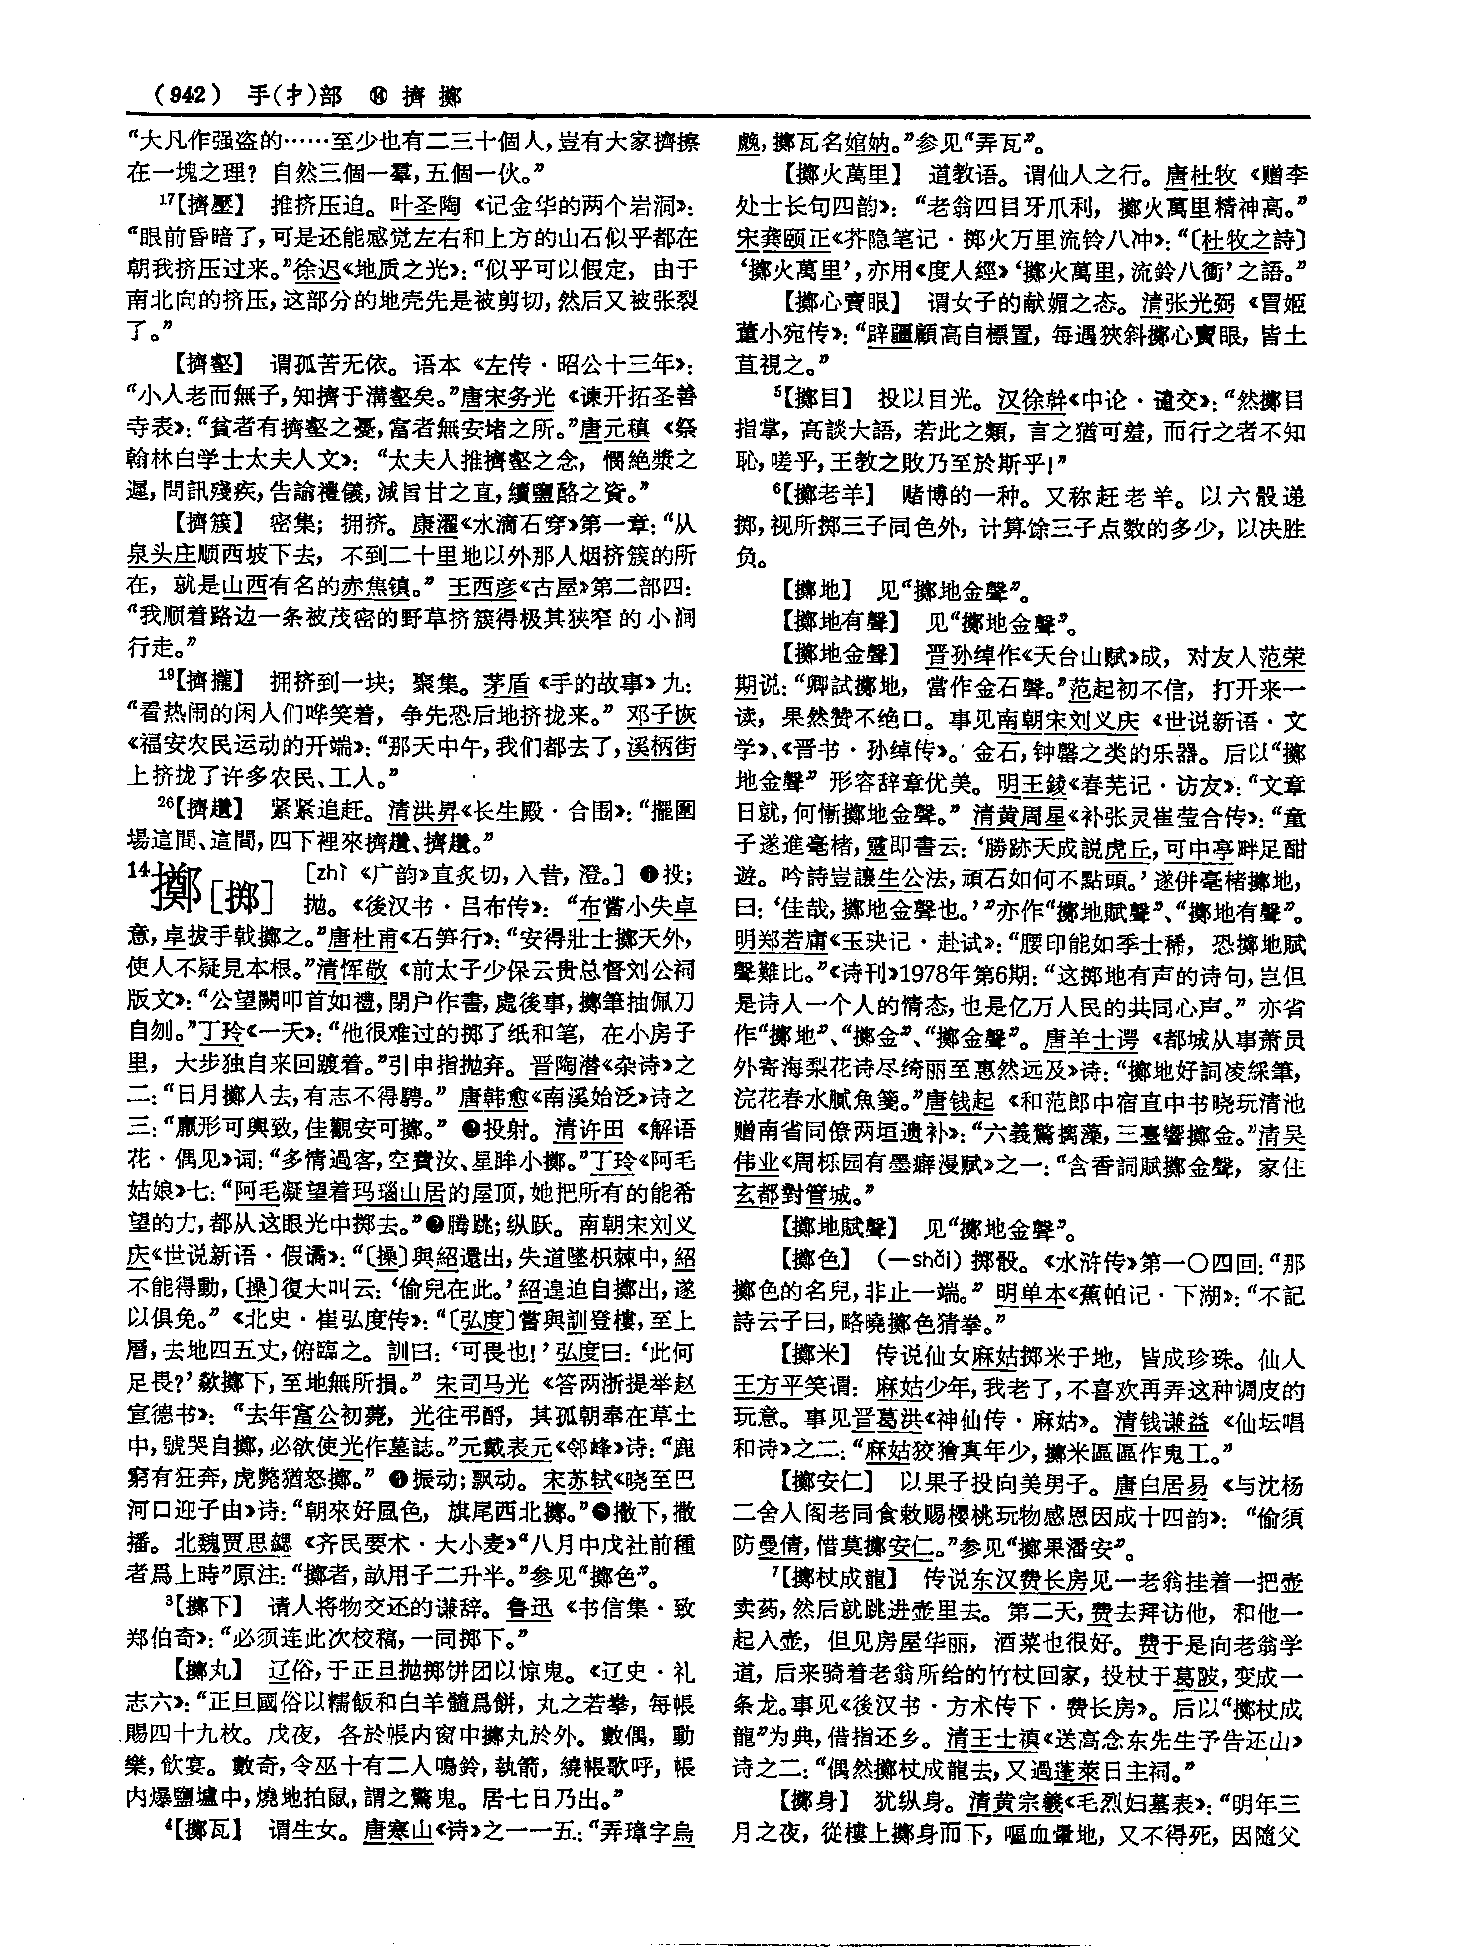 （942） 手(扌)部 ⑭ 擠 擲
“大凡作强盗的……至少也有二三十個人，豈有大家擠擦
在一塊之理？自然三個一羣，五個一伙。”
17【擠壓】 推挤压迫。叶圣陶《记金华的两个岩洞》：
“眼前昏暗了，可是还能感觉左右和上方的山石似乎都在
朝我挤压过来。”徐迟《地质之光》：“似乎可以假定，由于
南北向的挤压，这部分的地壳先是被剪切，然后又被张裂
了。”
【擠壑】 谓孤苦无依。语本《左传·昭公十三年》：
“小人老而無子，知擠于溝壑矣。”唐宋务光《谏开拓圣善
寺表》：“貧者有擠壑之憂，富者無安堵之所。”唐元稹《祭
翰林白学士太夫人文》：“太夫人推擠壑之念，憫絶漿之
遲，問訊殘疾，告諭禮儀，減旨甘之直，續鹽酪之資。”
【擠簇】 密集；拥挤。康濯《水滴石穿》第一章：“从
泉头庄顺西坡下去，不到二十里地以外那人烟挤簇的所
在，就是山西有名的赤焦镇。”王西彦《古屋》第二部四：
“我顺着路边一条被茂密的野草挤簇得极其狭窄的小涧
行走。”
19【擠攏】 拥挤到一块；聚集。茅盾《手的故事》九：
“看热闹的闲人们哗笑着，争先恐后地挤拢来。”邓子恢
《福安农民运动的开端》：“那天中午，我们都去了，溪柄街
上挤拢了许多农民、工人。”
26【擠趲】 紧紧追赶。清洪昇《长生殿·合围》：“擺圍
場這間、這間，四下裡來擠趲、擠趲。”
14擲［掷］ ［zhì《广韵》直炙切，入昔，澄。］❶投；
抛。《後汉书·吕布传》：“布嘗小失卓
意，卓拔手戟擲之。”唐杜甫《石笋行》：“安得壯士擲天外，
使人不疑見本根。”清恽敬《前太子少保云贵总督刘公祠
版文》：“公望闕叩首如禮，閉户作書，處後事，擲筆抽佩刀
自刎。”丁玲《一天》：“他很难过的掷了纸和笔，在小房子
里，大步独自来回踱着。”引申指抛弃。晋陶潜《杂诗》之
二：“日月擲人去，有志不得騁。”唐韩愈《南溪始泛》诗之
三：“羸形可輿致，佳觀安可擲。”❷投射。清许田《解语
花·偶见》词：“多情過客，空費汝、星眸小擲。”丁玲《阿毛
姑娘》七：“阿毛凝望着玛瑙山居的屋顶，她把所有的能希
望的力，都从这眼光中掷去。”❸腾跳；纵跃。南朝宋刘义
庆《世说新语·假谲》：“〔操〕與紹還出，失道墜枳棘中，紹
不能得動，〔操〕復大叫云：‘偷兒在此。’紹遑迫自擲出，遂
以俱免。”《北史·崔弘度传》：“〔弘度〕嘗與訓登樓，至上
層，去地四五丈，俯臨之。訓曰：‘可畏也！’弘度曰：‘此何
足畏？’歘擲下，至地無所損。”宋司马光《答两浙提举赵
宣德书》：“去年富公初薨，光往弔酹，其孤朝奉在草土
中，號哭自擲，必欲使光作墓誌。”元戴表元《邻峰》诗：“鹿
窮有狂奔，虎斃猶怒擲。”❹振动；飘动。宋苏轼《晓至巴
河口迎子由》诗：“朝來好風色，旗尾西北擲。”❺撒下，撒
播。北魏贾思勰《齐民要术·大小麦》“八月中戊社前種
者爲上時”原注：“擲者，畝用子二升半。”参见“擲色”。
3【擲下】 请人将物交还的谦辞。鲁迅《书信集·致
郑伯奇》：“必须连此次校稿，一同掷下。”
【擲丸】 辽俗，于正旦抛掷饼团以惊鬼。《辽史·礼
志六》：“正旦國俗以糯飯和白羊髓爲餅，丸之若拳，每帳
賜四十九枚。戊夜，各於帳内窗中擲丸於外。數偶，動
樂，飲宴。數奇，令巫十有二人鳴鈴，執箭，繞帳歌呼，帳
内爆鹽壚中，燒地拍鼠，謂之驚鬼。居七日乃出。”
4【擲瓦】 谓生女。唐寒山《诗》之一一五：“弄璋字烏
䴏，擲瓦名婠妠。”参见“弄瓦”。
【擲火萬里】 道教语。谓仙人之行。唐杜牧《赠李
处士长句四韵》：“老翁四目牙爪利，擲火萬里精神高。”
宋龚颐正《芥隐笔记·掷火万里流铃八冲》：“〔杜牧之詩〕
‘擲火萬里’，亦用《度人經》‘擲火萬里，流鈴八衝’之語。”
【擲心賣眼】 谓女子的献媚之态。清张光弼《冒姬
董小宛传》：“辟疆顧高自標置，每遇狹斜擲心賣眼，皆土
苴視之。”
5【擲目】 投以目光。汉徐幹《中论·谴交》：“然擲目
指掌，高談大語，若此之類，言之猶可羞，而行之者不知
恥，嗟乎，王教之敗乃至於斯乎！”
6【擲老羊】 赌博的一种。又称赶老羊。以六骰递
掷，视所掷三子同色外，计算馀三子点数的多少，以决胜
负。
【擲地】 见“擲地金聲”。
【擲地有聲】 见“擲地金聲”。
【擲地金聲】 晋孙绰作《天台山赋》成，对友人范荣
期说：“卿試擲地，當作金石聲。”范起初不信，打开来一
读，果然赞不绝口。事见南朝宋刘义庆《世说新语·文
学》、《晋书·孙绰传》。金石，钟磬之类的乐器。后以“擲
地金聲”形容辞章优美。明王錂《春芜记·访友》：“文章
日就，何慚擲地金聲。”清黄周星《补张灵崔莹合传》：“童
子遂進毫楮，靈即書云：‘勝跡天成説虎丘，可中亭畔足酣
遊。吟詩豈讓生公法，頑石如何不點頭。’遂併毫楮擲地，
曰：‘佳哉，擲地金聲也。’”亦作“擲地賦聲”、“擲地有聲”。
明郑若庸《玉玦记·赴试》：“腰印能如季士稀，恐擲地賦
聲難比。”《诗刊》1978年第6期：“这掷地有声的诗句，岂但
是诗人一个人的情态，也是亿万人民的共同心声。”亦省
作“擲地”、“擲金”、“擲金聲”。唐羊士谔《都城从事萧员
外寄海梨花诗尽绮丽至惠然远及》诗：“擲地好詞凌綵筆，
浣花春水膩魚箋。”唐钱起《和范郎中宿直中书晓玩清池
赠南省同僚两垣遗补》：“六義驚摛藻，三臺響擲金。”清吴
伟业《周栎园有墨癖漫赋》之一：“含香詞賦擲金聲，家住
玄都對管城。”
【擲地賦聲】 见“擲地金聲”。
【擲色】 （—shǎi）掷骰。《水浒传》第一〇四回：“那
擲色的名兒，非止一端。”明单本《蕉帕记·下湖》：“不記
詩云子曰，略曉擲色猜拳。”
【擲米】 传说仙女麻姑掷米于地，皆成珍珠。仙人
王方平笑谓：麻姑少年，我老了，不喜欢再弄这种调皮的
玩意。事见晋葛洪《神仙传·麻姑》。清钱谦益《仙坛唱
和诗》之二：“麻姑狡獪真年少，擲米區區作鬼工。”
【擲安仁】 以果子投向美男子。唐白居易《与沈杨
二舍人阁老同食敕赐樱桃玩物感恩因成十四韵》：“偷須
防曼倩，惜莫擲安仁。”参见“擲果潘安”。
7【擲杖成龍】 传说东汉费长房见一老翁挂着一把壶
卖药，然后就跳进壶里去。第二天，费去拜访他，和他一
起入壶，但见房屋华丽，酒菜也很好。费于是向老翁学
道，后来骑着老翁所给的竹杖回家，投杖于葛陂，变成一
条龙。事见《後汉书·方术传下·费长房》。后以“擲杖成
龍”为典，借指还乡。清王士禛《送高念东先生予告还山》
诗之二：“偶然擲杖成龍去，又過蓬萊日主祠。”
【擲身】 犹纵身。清黄宗羲《毛烈妇墓表》：“明年三
月之夜，從樓上擲身而下，嘔血暈地，又不得死，因随父